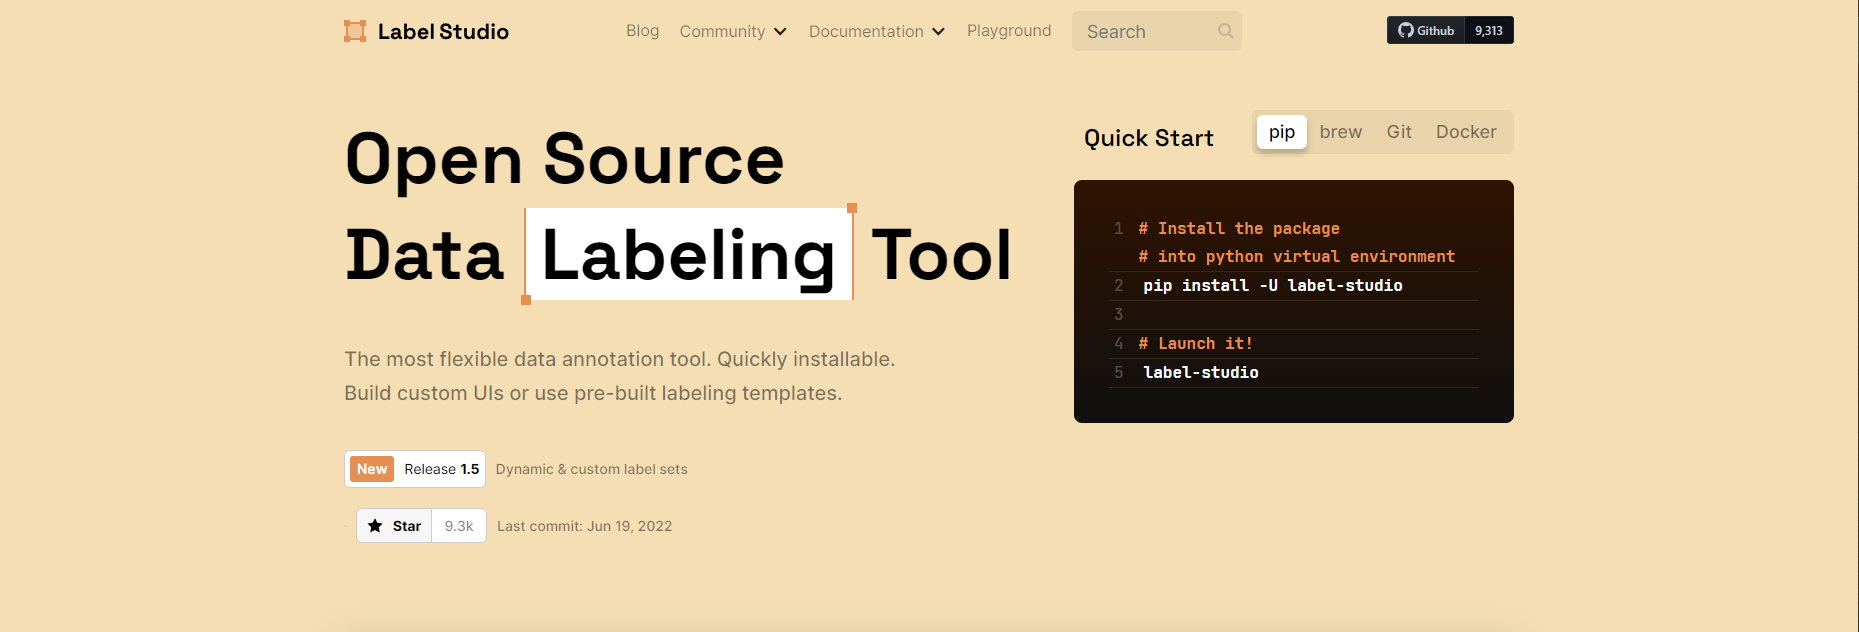 Label Studio
Blog
Community
Documentation
Playground
Search
Github 9,313
Open Source
Data Labeling Tool
The most flexible data annotation tool. Quickly installable.
Build custom UIs or use pre-built labeling templates.
New Release 1.5 Dynamic & custom label sets
Star 9.3k Last commit: Jun 19, 2022
Quick Start
pip
brew
Git
Docker
1 # Install the package
# into python virtual environment
2 pip install -U label-studio
3
4 # Launch it!
5 label-studio